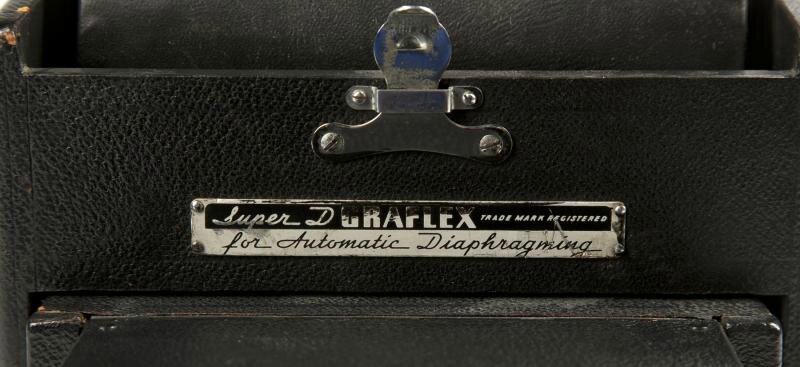 Super D GRAFLEX TRADE MARK REGISTERED
for Automatic Diaphragming